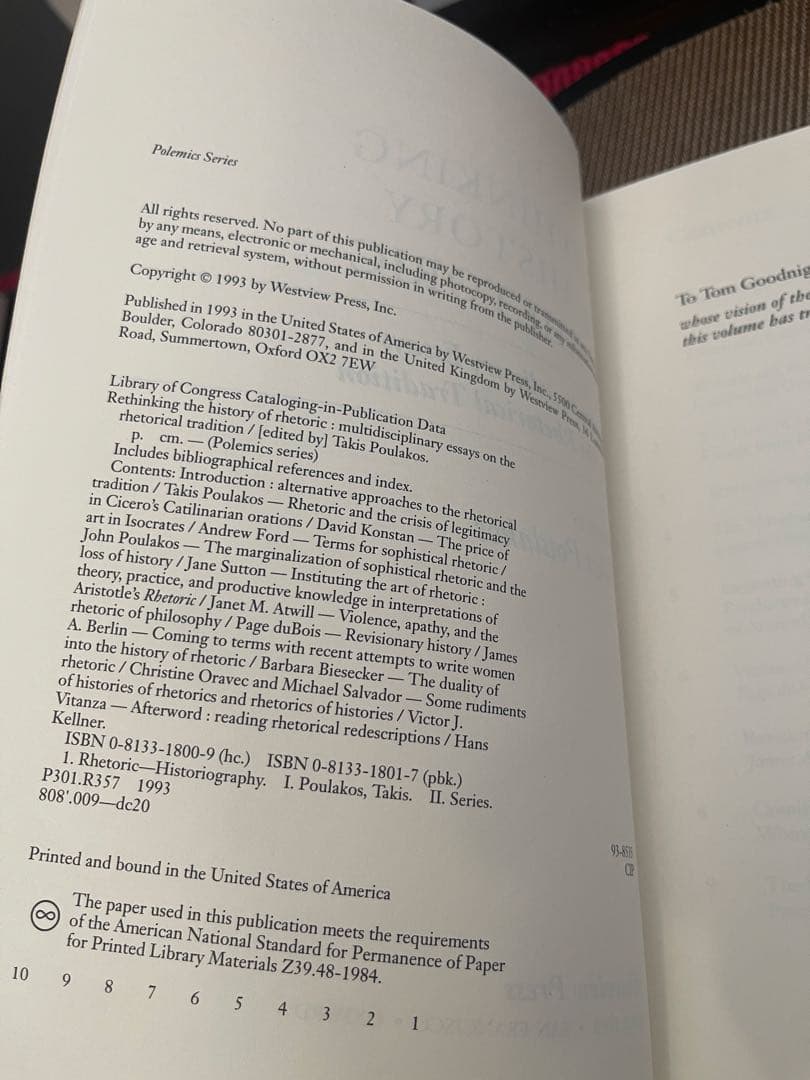 Polemics Series
All rights reserved. No part of this publication may be reproduced or transmitted in any
by any means, electronic or mechanical, including photocopy, recording, or any
age and retrieval system, without permission in writing from the publisher.
Copyright © 1993 by Westview Press, Inc.
Published in 1993 in the United States of America by Westview Press, Inc., 5500 Central
Boulder, Colorado 80301-2877, and in the United Kingdom by Westview Press, 36
Road, Summertown, Oxford OX2 7EW
Library of Congress Cataloging-in-Publication Data
Rethinking the history of rhetoric : multidisciplinary essays on the
rhetorical tradition / [edited by] Takis Poulakos.
p. cm. — (Polemics series)
Includes bibliographical references and index.
Contents: Introduction : alternative approaches to the rhetorical
tradition / Takis Poulakos — Rhetoric and the crisis of legitimacy
in Cicero's Catilinarian orations / David Konstan — The price of
art in Isocrates / Andrew Ford — Terms for sophistical rhetoric /
John Poulakos — The marginalization of sophistical rhetoric and the
loss of history / Jane Sutton — Instituting the art of rhetoric :
theory, practice, and productive knowledge in interpretations of
Aristotle's Rhetoric / Janet M. Atwill — Violence, apathy, and the
rhetoric of philosophy / Page duBois — Revisionary history / James
A. Berlin — Coming to terms with recent attempts to write women
into the history of rhetoric / Barbara Biesecker — The duality of
rhetoric / Christine Oravec and Michael Salvador — Some rudiments
of histories of rhetorics and rhetorics of histories / Victor J.
Vitanza — Afterword : reading rhetorical redescriptions / Hans
Kellner.
ISBN 0-8133-1800-9 (hc.) ISBN 0-8133-1801-7 (pbk.)
1. Rhetoric—Historiography. I. Poulakos, Takis. II. Series.
P301.R357 1993
808'.009—dc20
93-8535
CIP
Printed and bound in the United States of America
The paper used in this publication meets the requirements
of the American National Standard for Permanence of Paper
for Printed Library Materials Z39.48-1984.
10 9 8 7 6 5 4 3 2 1
To Tom Goodnig
whose vision of the
this volume has tr